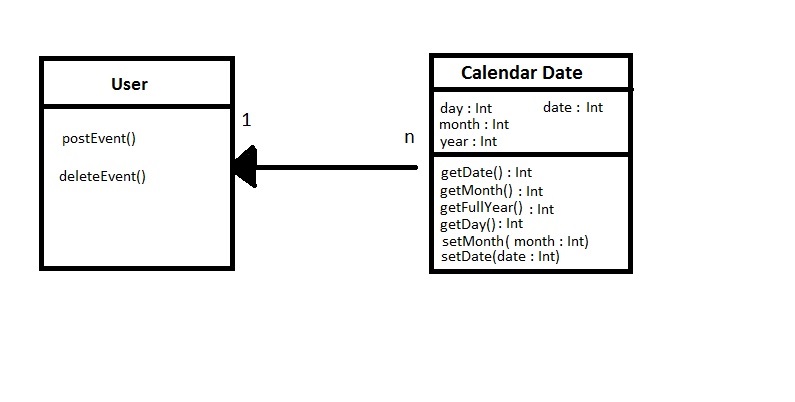 User
postEvent()
deleteEvent()
1
n
Calendar Date
day : Int date : Int
month : Int
year : Int
getDate() : Int
getMonth() : Int
getFullYear() : Int
getDay() : Int
setMonth( month : Int)
setDate(date : Int)